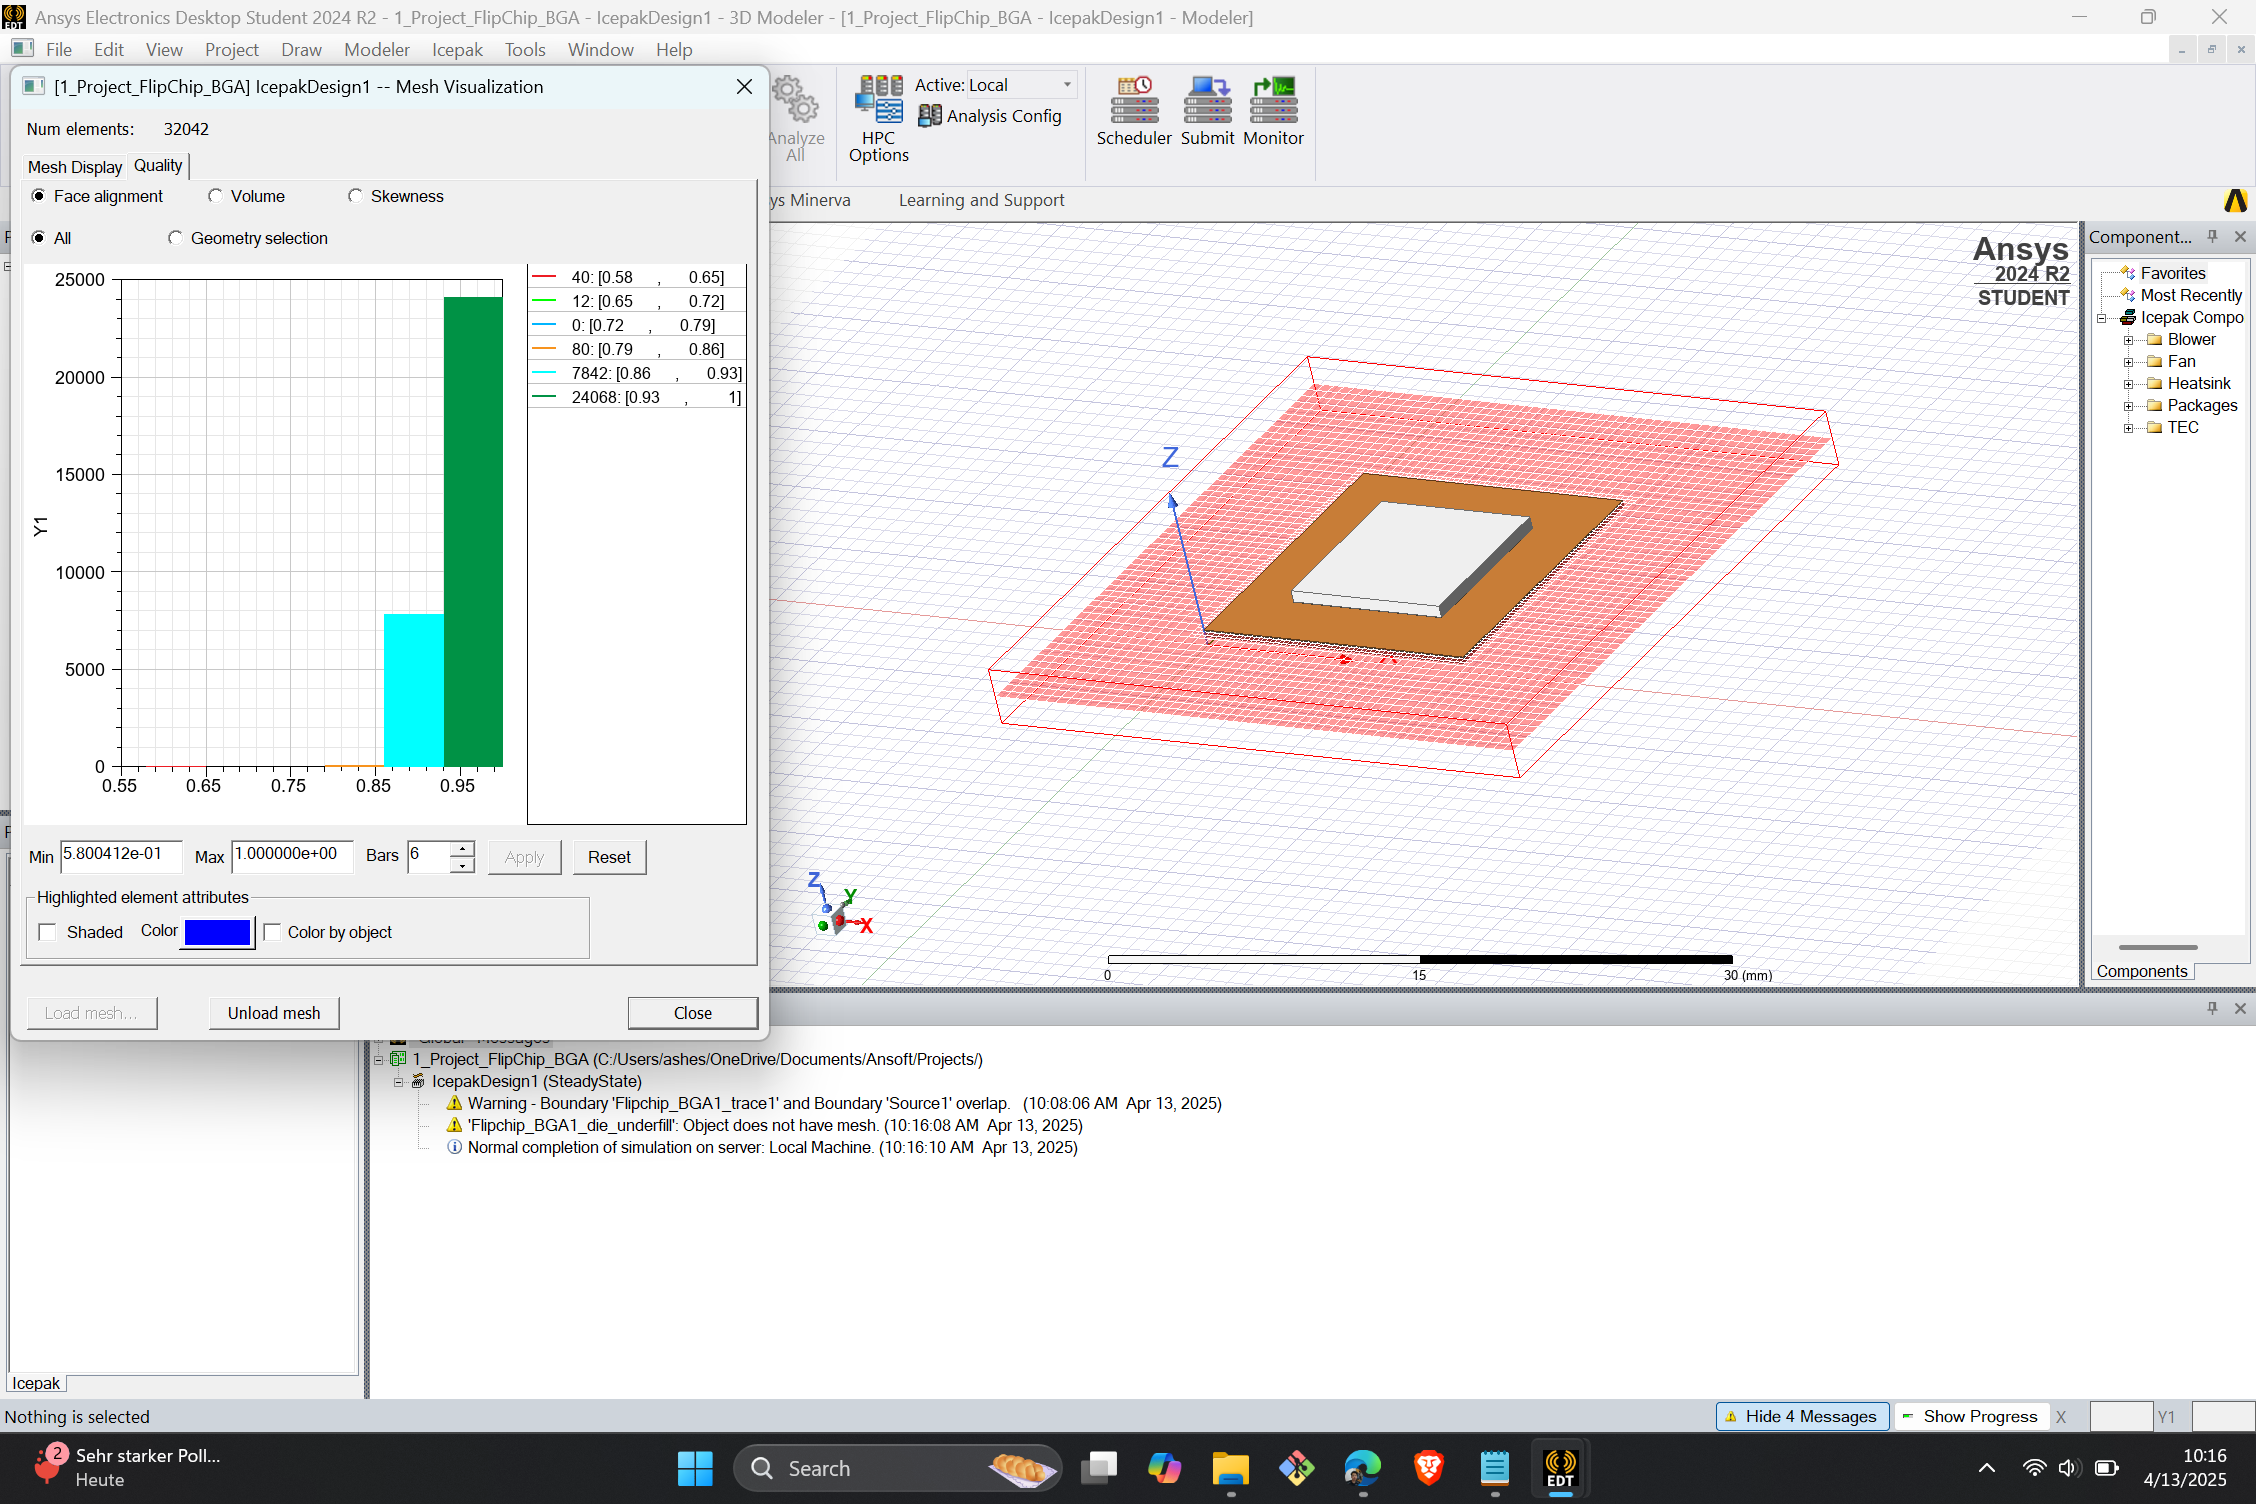 Ansys Electronics Desktop Student 2024 R2 - 1_Project_FlipChip_BGA - IcepakDesign1 - 3D Modeler - [1_Project_FlipChip_BGA - IcepakDesign1 - Modeler]
File Edit View Project Draw Modeler Icepak Tools Window Help
[1_Project_FlipChip_BGA] IcepakDesign1 -- Mesh Visualization
Num elements: 32042
Mesh Display Quality
Face alignment Volume Skewness
All Geometry selection
25000
20000
15000
10000
5000
0
Y1
0.55 0.65 0.75 0.85 0.95
40: [0.58 , 0.65]
12: [0.65 , 0.72]
0: [0.72 , 0.79]
80: [0.79 , 0.86]
7842: [0.86 , 0.93]
24068: [0.93 , 1]
Min 5.800412e-01 Max 1.000000e+00 Bars 6 Apply Reset
Highlighted element attributes
Shaded Color Color by object
Load mesh... Unload mesh Close
Analyze All
HPC Options
Active: Local
Analysis Config
Scheduler Submit Monitor
ys Minerva Learning and Support
Ansys
2024 R2
STUDENT
Z
Z Y X
0 15 30 (mm)
Component...
Favorites
Most Recently
Icepak Compo
Blower
Fan
Heatsink
Packages
TEC
Components
1_Project_FlipChip_BGA (C:/Users/ashes/OneDrive/Documents/Ansoft/Projects/)
IcepakDesign1 (SteadyState)
Warning - Boundary 'Flipchip_BGA1_trace1' and Boundary 'Source1' overlap. (10:08:06 AM Apr 13, 2025)
'Flipchip_BGA1_die_underfill': Object does not have mesh. (10:16:08 AM Apr 13, 2025)
Normal completion of simulation on server: Local Machine. (10:16:10 AM Apr 13, 2025)
Icepak
Nothing is selected
Hide 4 Messages Show Progress X Y1
2
Sehr starker Poll...
Heute
Search
EDT
10:16
4/13/2025